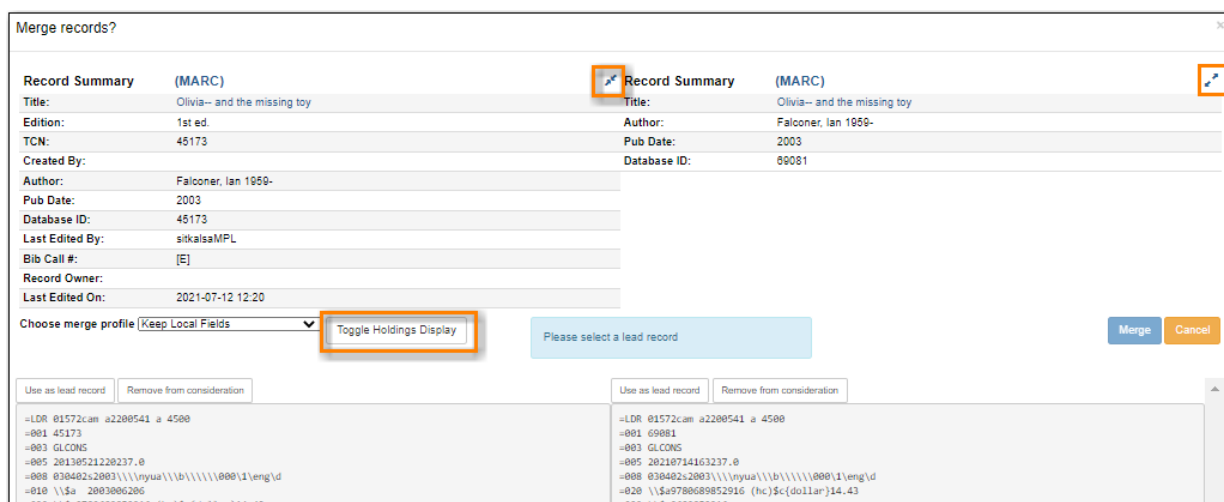 Merge records?
×
Record Summary (MARC)
Title: Olivia-- and the missing toy
Edition: 1st ed.
TCN: 45173
Created By:
Author: Falconer, Ian 1959-
Pub Date: 2003
Database ID: 45173
Last Edited By: sitkalsaMPL
Bib Call #: [E]
Record Owner:
Last Edited On: 2021-07-12 12:20
Record Summary (MARC)
Title: Olivia-- and the missing toy
Author: Falconer, Ian 1959-
Pub Date: 2003
Database ID: 69081
Choose merge profile Keep Local Fields Toggle Holdings Display Please select a lead record Merge Cancel
Use as lead record Remove from consideration
=LDR 01572cam a2200541 a 4500
=001 45173
=003 GLCONS
=005 20130521220237.0
=008 030402s2003\\\\nyua\\\b\\\\\\000\1\eng\d
=010 \\$a 2003006206
Use as lead record Remove from consideration
=LDR 01572cam a2200541 a 4500
=001 69081
=003 GLCONS
=005 20210714163237.0
=008 030402s2003\\\\nyua\\\b\\\\\\000\1\eng\d
=020 \\$a9780689852916 (hc)$c{dollar}14.43